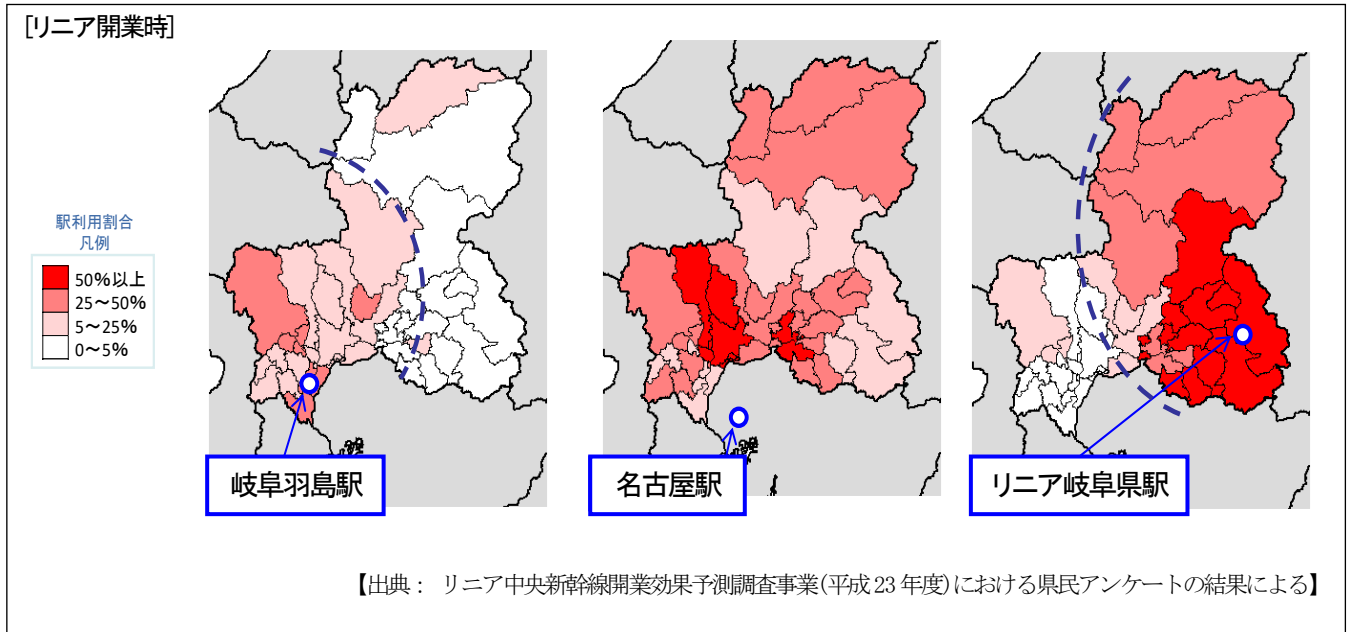 [リニア開業時]
駅利用割合
凡例
50%以上
25~50%
5~25%
0~5%
岐阜羽島駅
名古屋駅
リニア岐阜県駅
【出典： リニア中央新幹線開業効果予測調査事業(平成23年度)における県民アンケートの結果による】